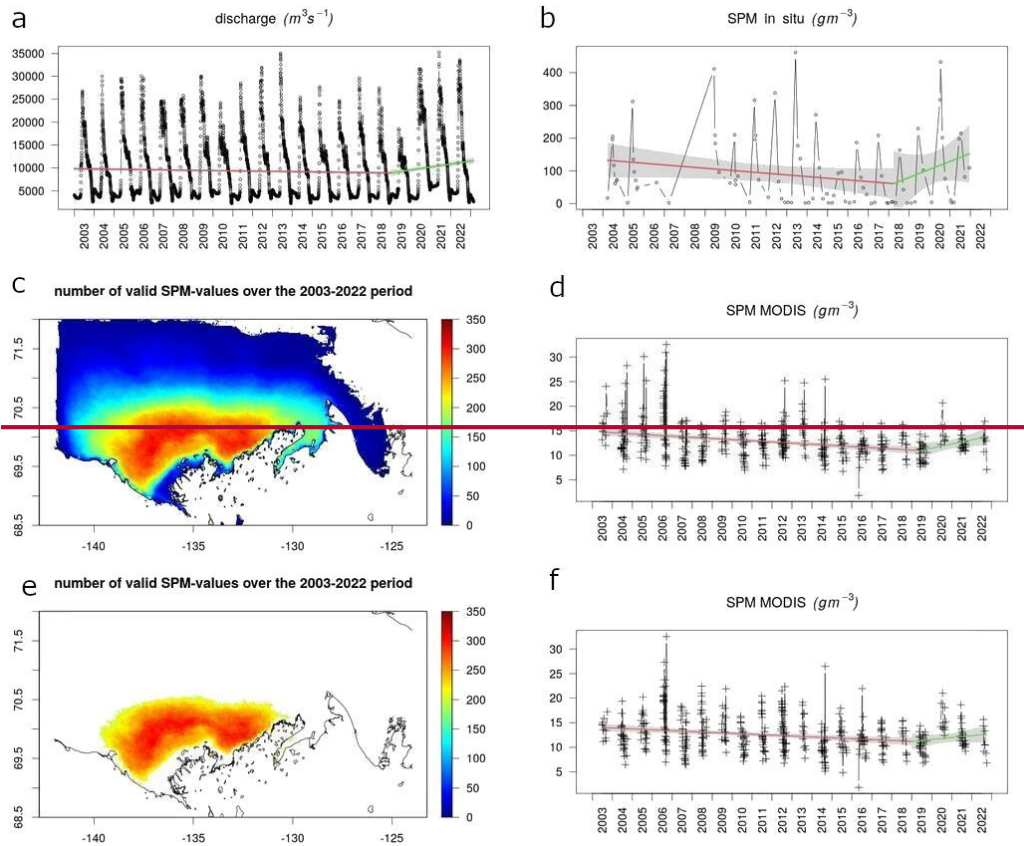 a
discharge (m³s⁻¹)
35000
30000
25000
20000
15000
10000
5000
2003 2004 2005 2006 2007 2008 2009 2010 2011 2012 2013 2014 2015 2016 2017 2018 2019 2020 2021 2022
b
SPM in situ (gm⁻³)
400
300
200
100
0
2003 2004 2005 2006 2007 2008 2009 2010 2011 2012 2013 2014 2015 2016 2017 2018 2019 2020 2021 2022
c
number of valid SPM-values over the 2003-2022 period
71.5
70.5
69.5
68.5
-140 -135 -130 -125
350
300
250
200
150
100
50
0
d
SPM MODIS (gm⁻³)
30
25
20
15
10
5
2003 2004 2005 2006 2007 2008 2009 2010 2011 2012 2013 2014 2015 2016 2017 2018 2019 2020 2021 2022
e
number of valid SPM-values over the 2003-2022 period
71.5
70.5
69.5
68.5
-140 -135 -130 -125
350
300
250
200
150
100
50
0
f
SPM MODIS (gm⁻³)
30
25
20
15
10
5
2003 2004 2005 2006 2007 2008 2009 2010 2011 2012 2013 2014 2015 2016 2017 2018 2019 2020 2021 2022